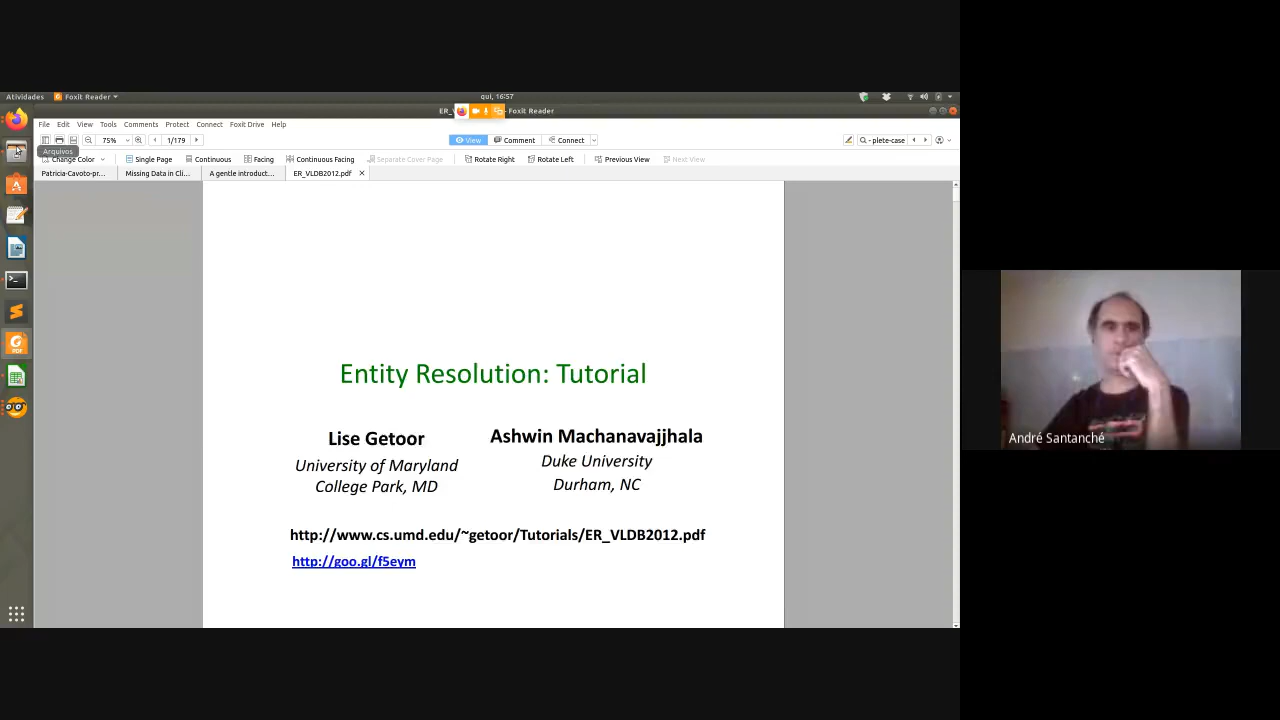 Atividades Foxit Reader qui, 16:57
ER_V - Foxit Reader
File Edit View Tools Comments Protect Connect Foxit Drive Help
75% 1/179 View Comment Connect - plete-case
Arquivos
Change Color Single Page Continuous Facing Continuous Facing Separate Cover Page Rotate Right Rotate Left Previous View Next View
Patricia-Cavoto-pr... Missing Data in Cli... A gentle introduct... ER_VLDB2012.pdf
Entity Resolution: Tutorial
Lise Getoor
University of Maryland
College Park, MD
Ashwin Machanavajjhala
Duke University
Durham, NC
http://www.cs.umd.edu/~getoor/Tutorials/ER_VLDB2012.pdf
http://goo.gl/f5eym
André Santanché